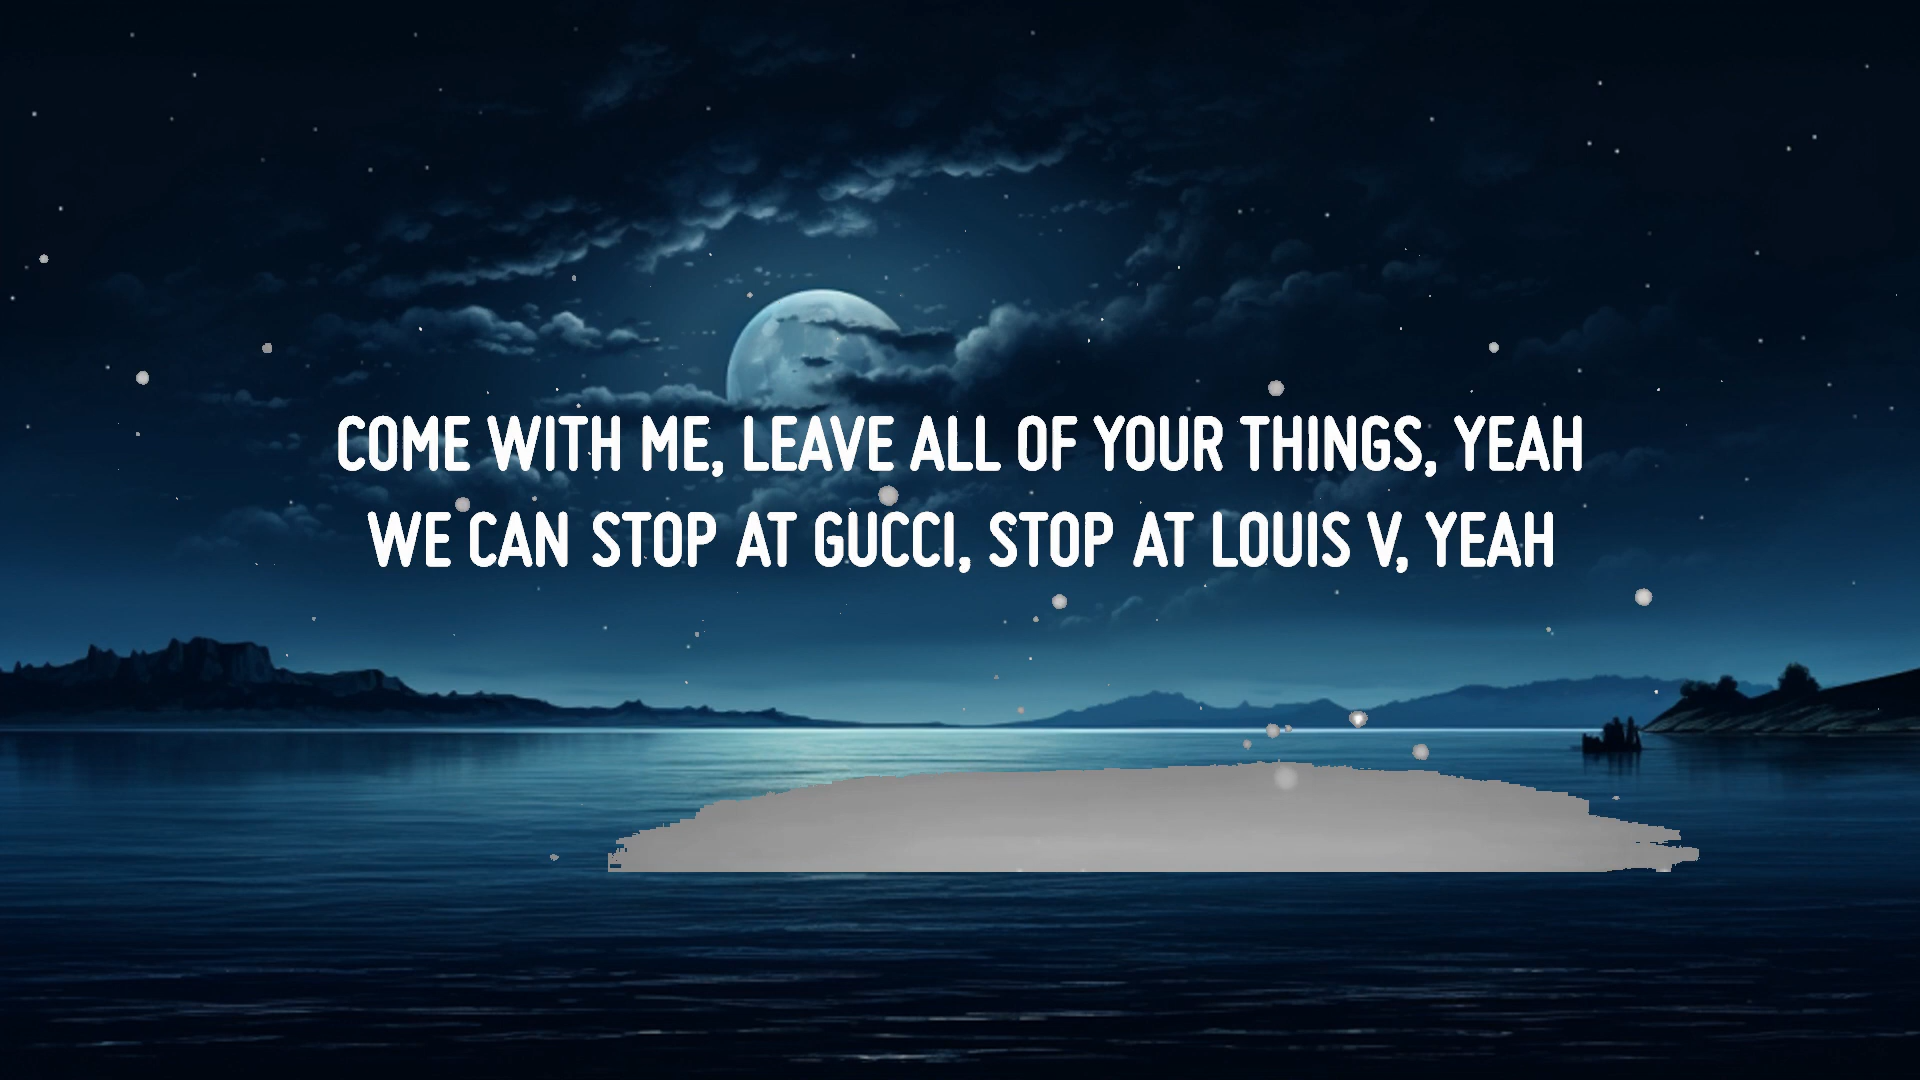 COME WITH ME, LEAVE ALL OF YOUR THINGS, YEAH
WE CAN STOP AT GUCCI, STOP AT LOUIS V, YEAH